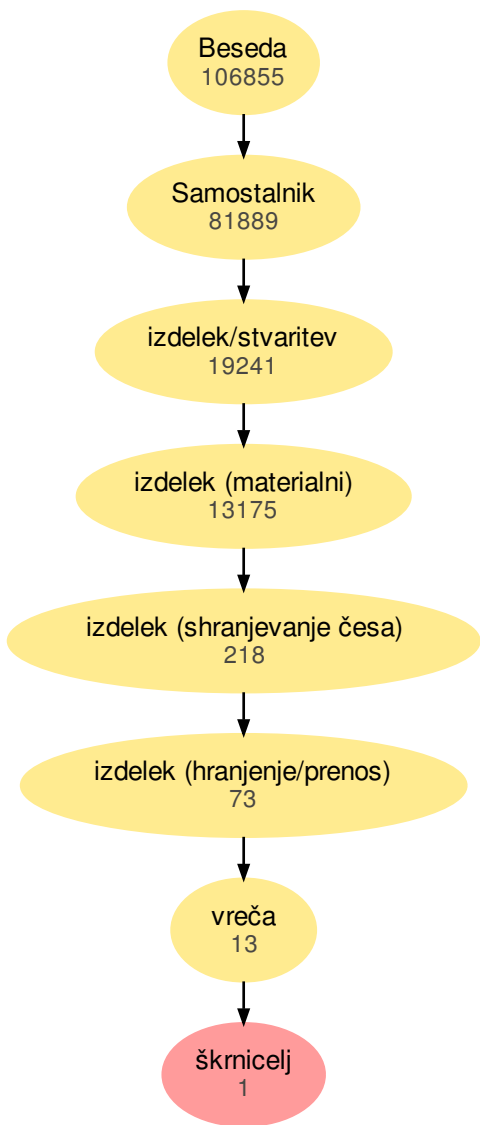 Beseda
106855
Samostalnik
81889
izdelek/stvaritev
19241
izdelek (materialni)
13175
izdelek (shranjevanje česa)
218
izdelek (hranjenje/prenos)
73
vreča
13
škrnicelj
1